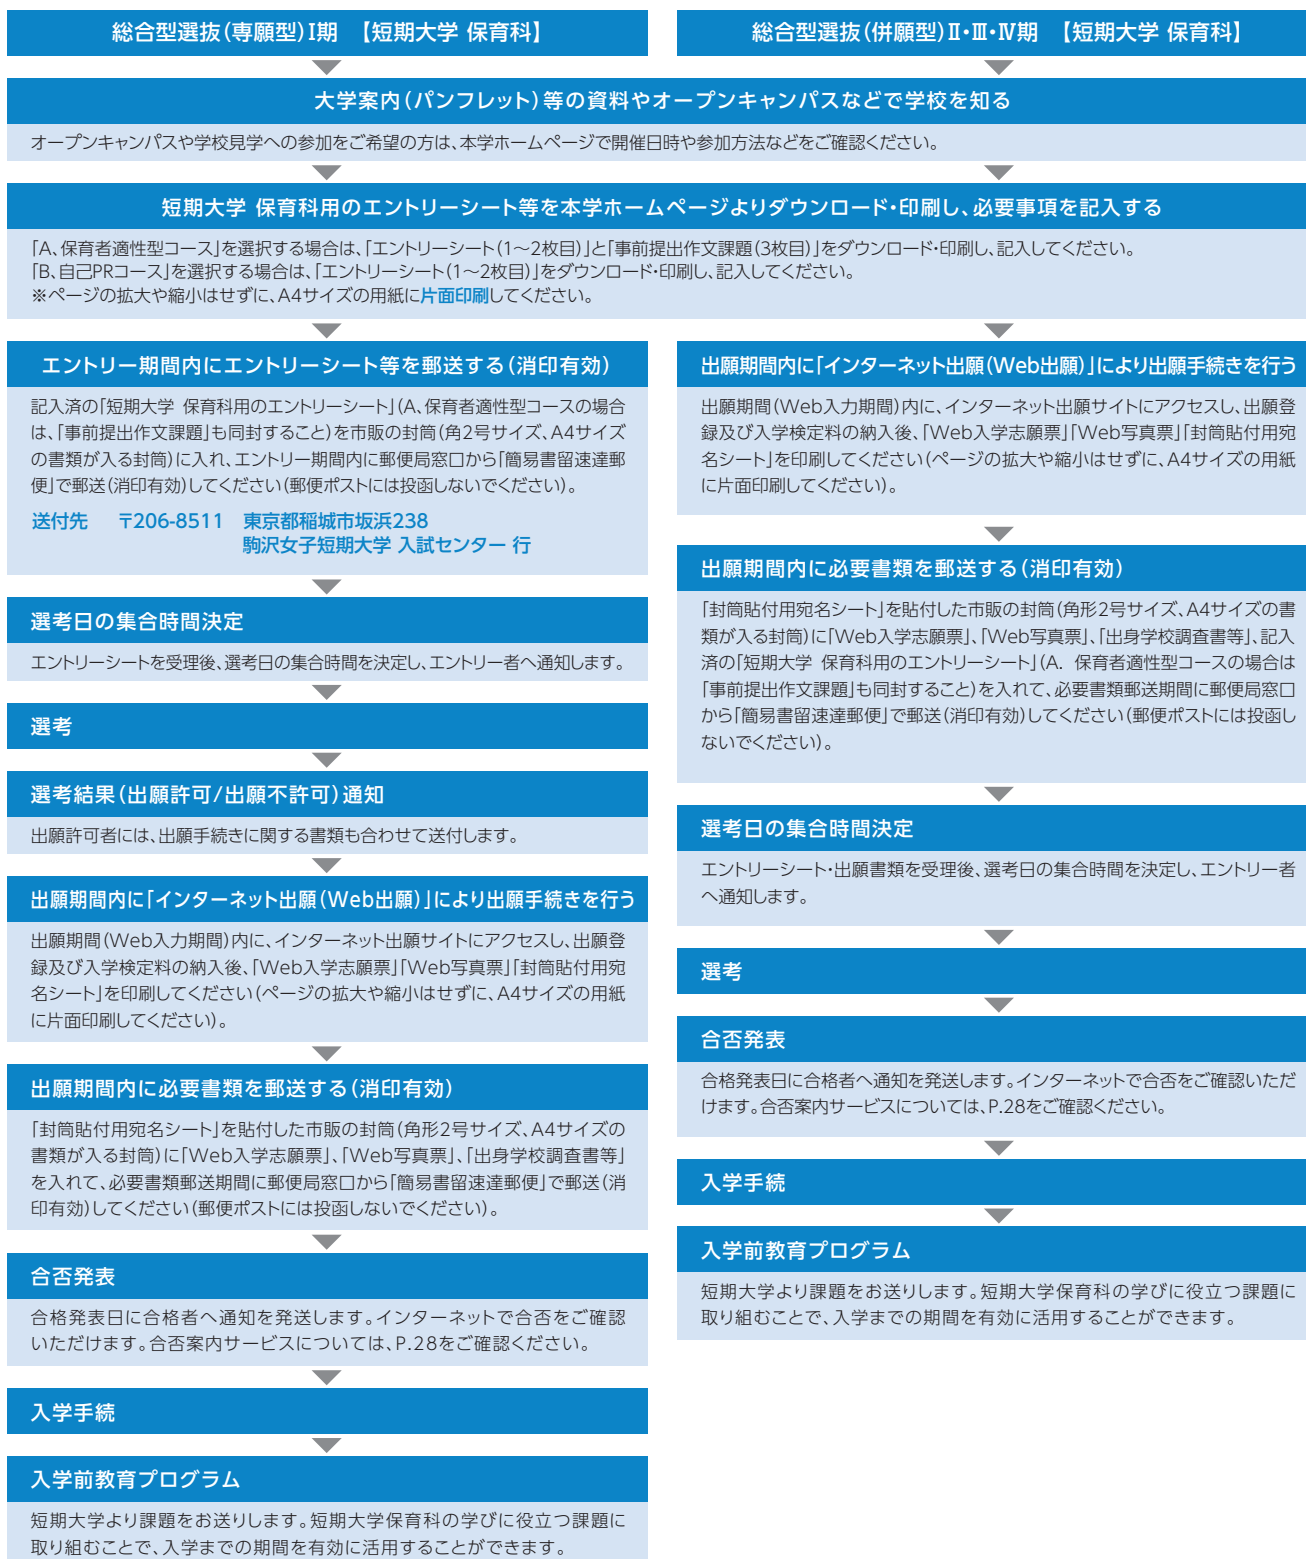 総合型選抜(専願型)Ⅰ期 【短期大学 保育科】
総合型選抜(併願型)Ⅱ・Ⅲ・Ⅳ期 【短期大学 保育科】
大学案内(パンフレット)等の資料やオープンキャンパスなどで学校を知る
オープンキャンパスや学校見学への参加をご希望の方は、本学ホームページで開催日時や参加方法などをご確認ください。
短期大学 保育科用のエントリーシート等を本学ホームページよりダウンロード・印刷し、必要事項を記入する
「A、保育者適性型コース」を選択する場合は、「エントリーシート(1〜2枚目)」と「事前提出作文課題(3枚目)」をダウンロード・印刷し、記入してください。
「B、自己PRコース」を選択する場合は、「エントリーシート(1〜2枚目)」をダウンロード・印刷し、記入してください。
※ページの拡大や縮小はせずに、A4サイズの用紙に片面印刷してください。
エントリー期間内にエントリーシート等を郵送する(消印有効)
記入済の「短期大学 保育科用のエントリーシート」(A、保育者適性型コースの場合
は、「事前提出作文課題」も同封すること)を市販の封筒(角2号サイズ、A4サイズ
の書類が入る封筒)に入れ、エントリー期間内に郵便局窓口から「簡易書留速達郵
便」で郵送(消印有効)してください(郵便ポストには投函しないでください)。
送付先 〒206-8511 東京都稲城市坂浜238
駒沢女子短期大学 入試センター 行
選考日の集合時間決定
エントリーシートを受理後、選考日の集合時間を決定し、エントリー者へ通知します。
選考
選考結果(出願許可/出願不許可)通知
出願許可者には、出願手続きに関する書類も合わせて送付します。
出願期間内に「インターネット出願(Web出願)」により出願手続きを行う
出願期間(Web入力期間)内に、インターネット出願サイトにアクセスし、出願登
録及び入学検定料の納入後、「Web入学志願票」「Web写真票」「封筒貼付用宛
名シート」を印刷してください(ページの拡大や縮小はせずに、A4サイズの用紙
に片面印刷してください)。
出願期間内に必要書類を郵送する(消印有効)
「封筒貼付用宛名シート」を貼付した市販の封筒(角形2号サイズ、A4サイズの
書類が入る封筒)に「Web入学志願票」、「Web写真票」、「出身学校調査書等」
を入れて、必要書類郵送期間に郵便局窓口から「簡易書留速達郵便」で郵送(消
印有効)してください(郵便ポストには投函しないでください)。
合否発表
合格発表日に合格者へ通知を発送します。インターネットで合否をご確認
いただけます。合否案内サービスについては、P.28をご確認ください。
入学手続
入学前教育プログラム
短期大学より課題をお送りします。短期大学保育科の学びに役立つ課題に
取り組むことで、入学までの期間を有効に活用することができます。
出願期間内に「インターネット出願(Web出願)」により出願手続きを行う
出願期間(Web入力期間)内に、インターネット出願サイトにアクセスし、出願登
録及び入学検定料の納入後、「Web入学志願票」「Web写真票」「封筒貼付用宛
名シート」を印刷してください(ページの拡大や縮小はせずに、A4サイズの用紙
に片面印刷してください)。
出願期間内に必要書類を郵送する(消印有効)
「封筒貼付用宛名シート」を貼付した市販の封筒(角形2号サイズ、A4サイズの書
類が入る封筒)に「Web入学志願票」、「Web写真票」、「出身学校調査書等」、記入
済の「短期大学 保育科用のエントリーシート」(A. 保育者適性型コースの場合は
「事前提出作文課題」も同封すること)を入れて、必要書類郵送期間に郵便局窓口
から「簡易書留速達郵便」で郵送(消印有効)してください(郵便ポストには投函し
ないでください)。
選考日の集合時間決定
エントリーシート・出願書類を受理後、選考日の集合時間を決定し、エントリー者
へ通知します。
選考
合否発表
合格発表日に合格者へ通知を発送します。インターネットで合否をご確認いただ
けます。合否案内サービスについては、P.28をご確認ください。
入学手続
入学前教育プログラム
短期大学より課題をお送りします。短期大学保育科の学びに役立つ課題に
取り組むことで、入学までの期間を有効に活用することができます。